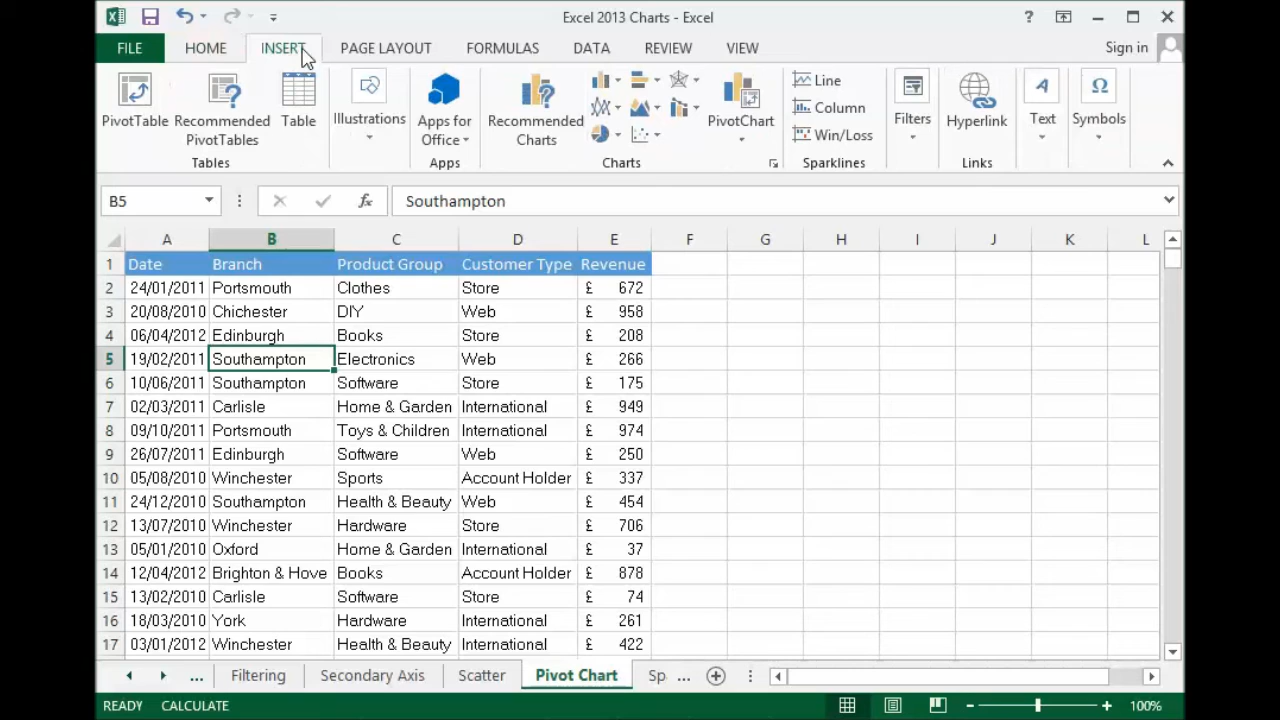 Excel 2013 Charts - Excel
?
FILE HOME INSERT PAGE LAYOUT FORMULAS DATA REVIEW VIEW Sign in
PivotTable
Recommended
PivotTables
Table
Tables
Illustrations
Apps for
Office
Apps
Recommended
Charts
PivotChart
Charts
Line
Column
Win/Loss
Sparklines
Filters
Hyperlink
Links
A
Text
Ω
Symbols
B5 fx Southampton
A B C D E F G H I J K L
1 Date Branch Product Group Customer Type Revenue
2 24/01/2011 Portsmouth Clothes Store £ 672
3 20/08/2010 Chichester DIY Web £ 958
4 06/04/2012 Edinburgh Books Store £ 208
5 19/02/2011 Southampton Electronics Web £ 266
6 10/06/2011 Southampton Software Store £ 175
7 02/03/2011 Carlisle Home & Garden International £ 949
8 09/10/2011 Portsmouth Toys & Children International £ 974
9 26/07/2011 Edinburgh Software Web £ 250
10 05/08/2010 Winchester Sports Account Holder £ 337
11 24/12/2010 Southampton Health & Beauty Web £ 454
12 13/07/2010 Winchester Hardware Store £ 706
13 05/01/2010 Oxford Home & Garden International £ 37
14 12/04/2012 Brighton & Hove Books Account Holder £ 878
15 13/02/2010 Carlisle Software Store £ 74
16 18/03/2010 York Hardware International £ 261
17 03/01/2012 Winchester Health & Beauty International £ 422
... Filtering Secondary Axis Scatter Pivot Chart Sp ...
READY CALCULATE 100%